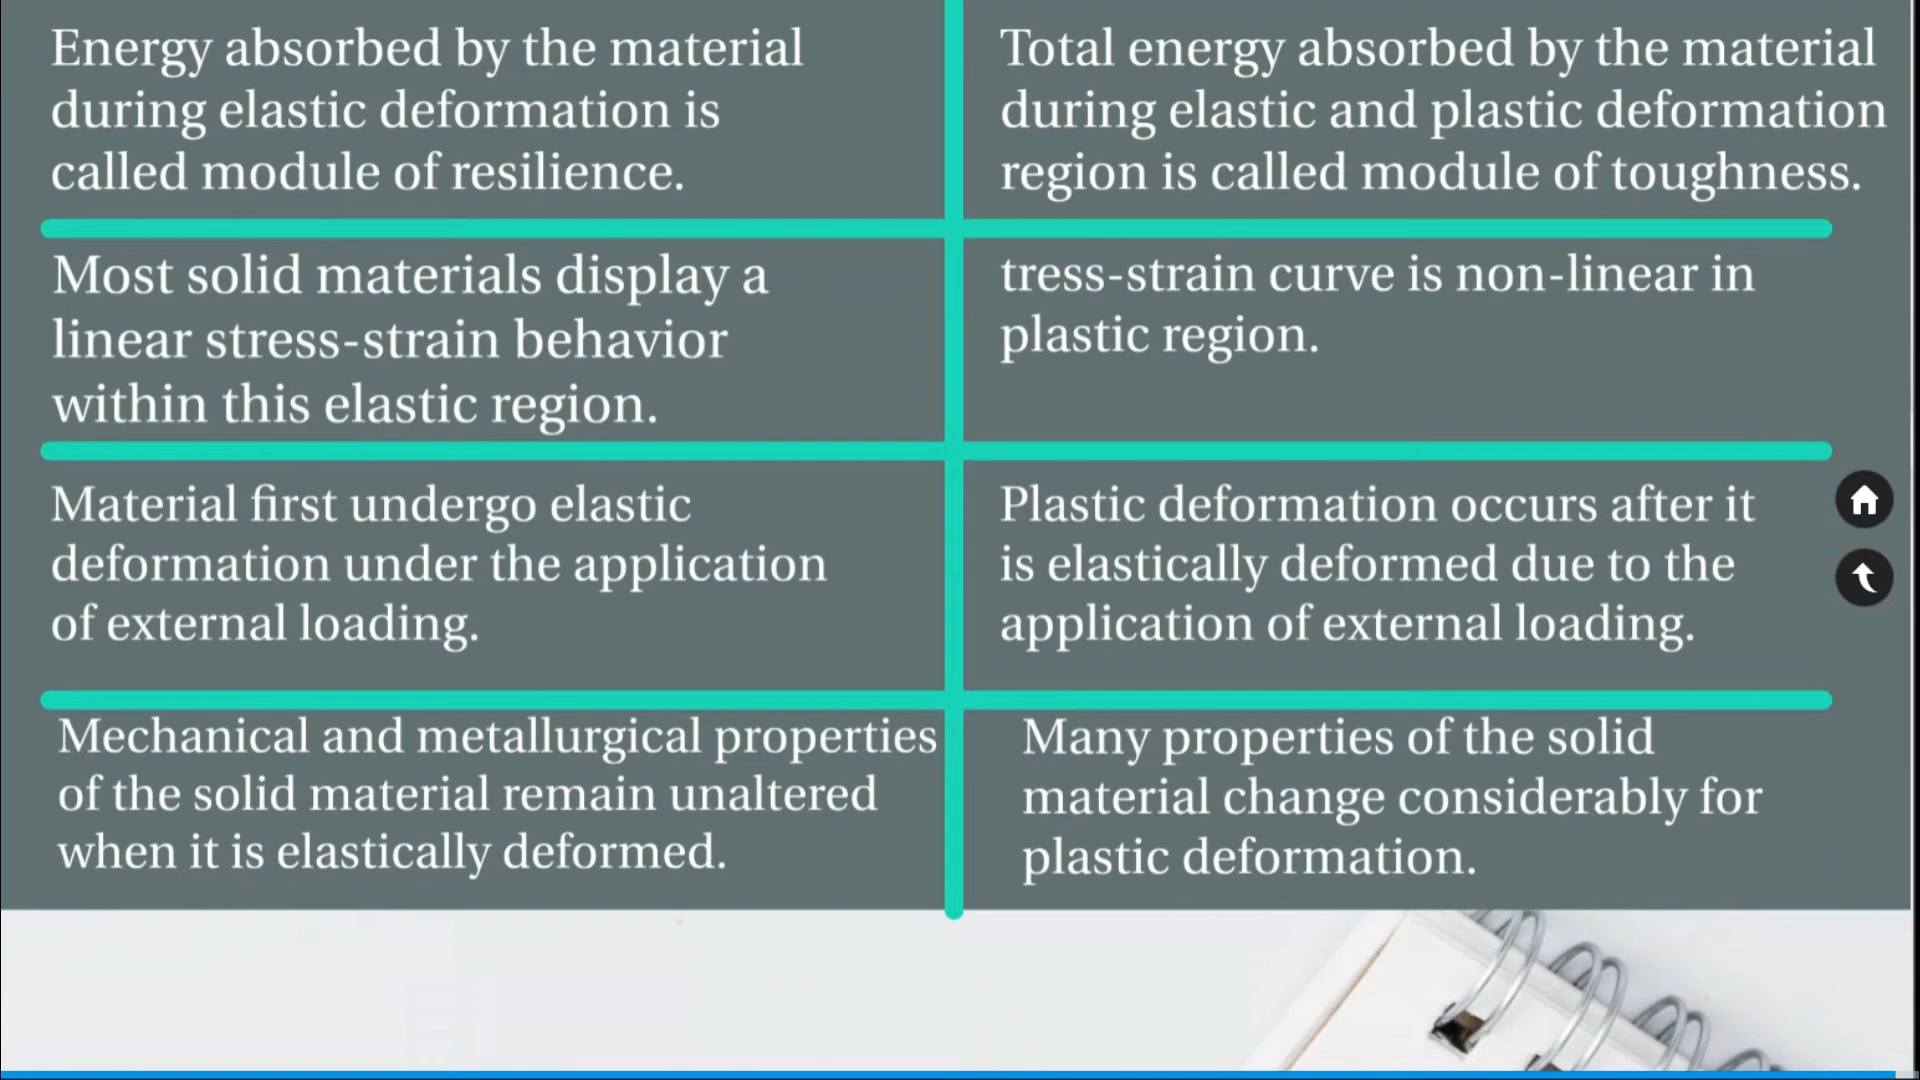 Energy absorbed by the material
during elastic deformation is
called module of resilience.
Total energy absorbed by the material
during elastic and plastic deformation
region is called module of toughness.
Most solid materials display a
linear stress-strain behavior
within this elastic region.
tress-strain curve is non-linear in
plastic region.
Material first undergo elastic
deformation under the application
of external loading.
Plastic deformation occurs after it
is elastically deformed due to the
application of external loading.
Mechanical and metallurgical properties
of the solid material remain unaltered
when it is elastically deformed.
Many properties of the solid
material change considerably for
plastic deformation.